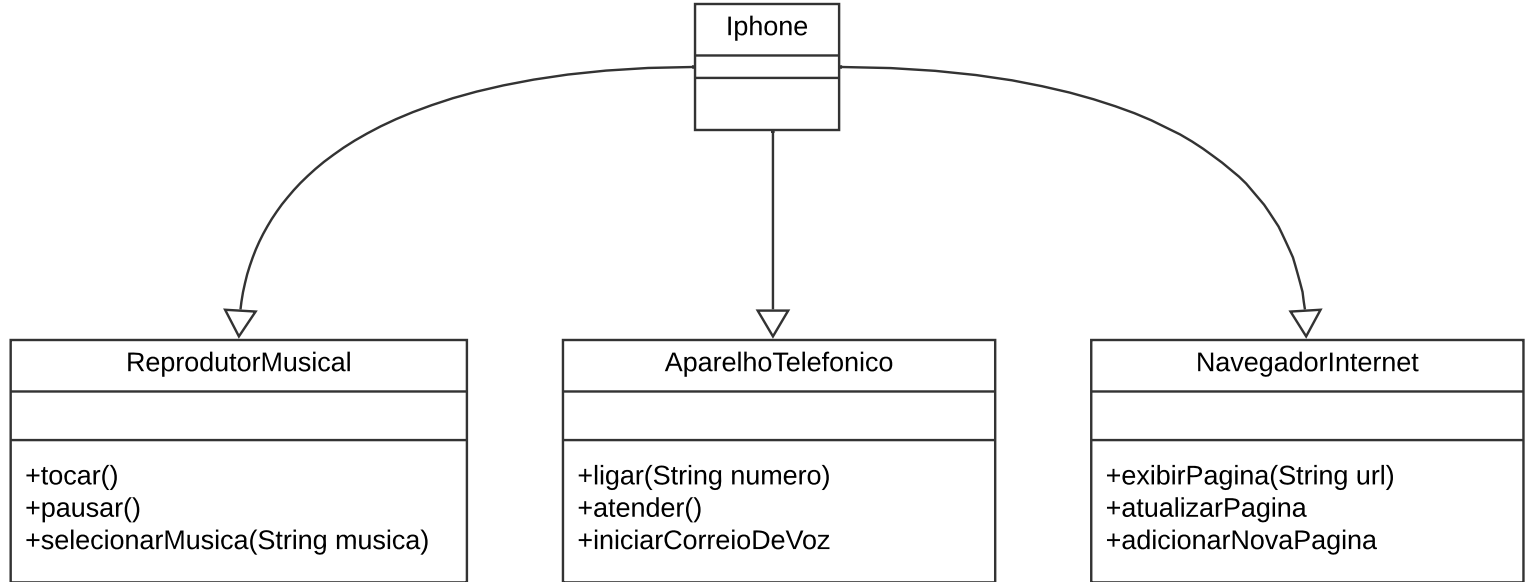 Iphone
ReprodutorMusical
+tocar()
+pausar()
+selecionarMusica(String musica)
AparelhoTelefonico
+ligar(String numero)
+atender()
+iniciarCorreioDeVoz
NavegadorInternet
+exibirPagina(String url)
+atualizarPagina
+adicionarNovaPagina